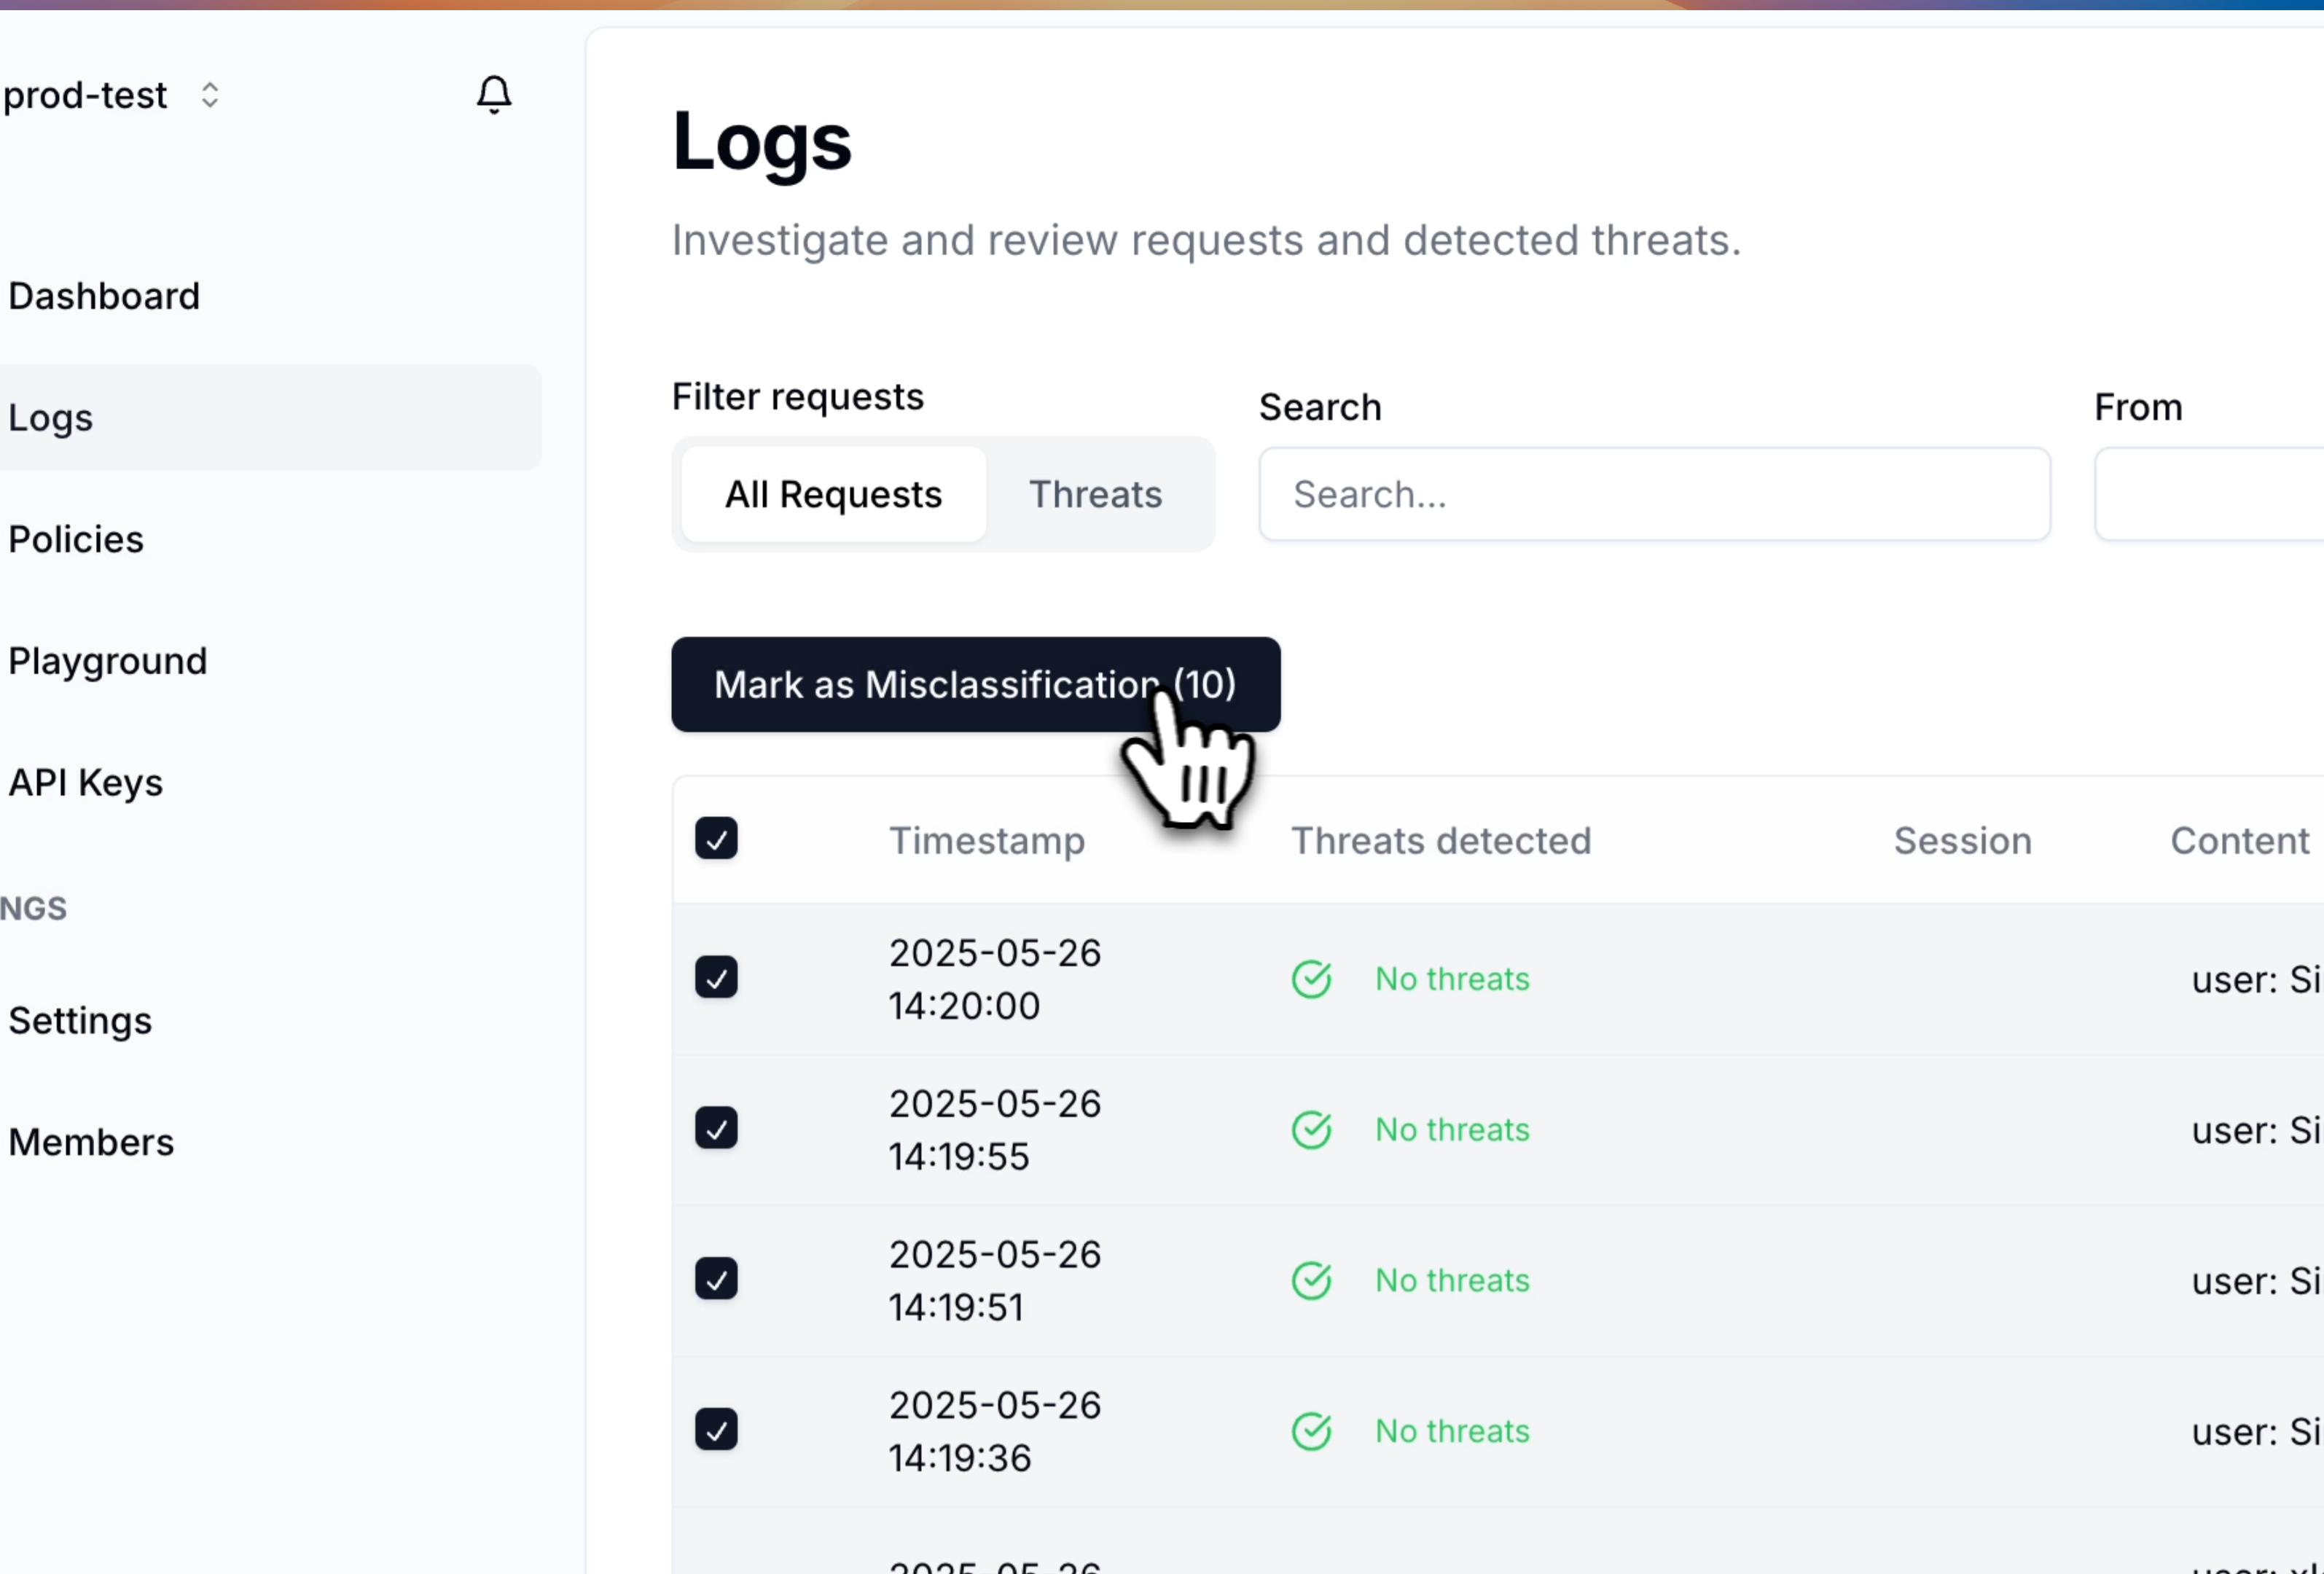 prod-test
Dashboard
Logs
Policies
Playground
API Keys
NGS
Settings
Members
Logs
Investigate and review requests and detected threats.
Filter requests
All Requests
Threats
Search
Search...
From
Mark as Misclassification (10)
Timestamp
Threats detected
Session
Content
2025-05-26
14:20:00
No threats
user: Si
2025-05-26
14:19:55
No threats
user: Si
2025-05-26
14:19:51
No threats
user: Si
2025-05-26
14:19:36
No threats
user: Si
2025-05-26